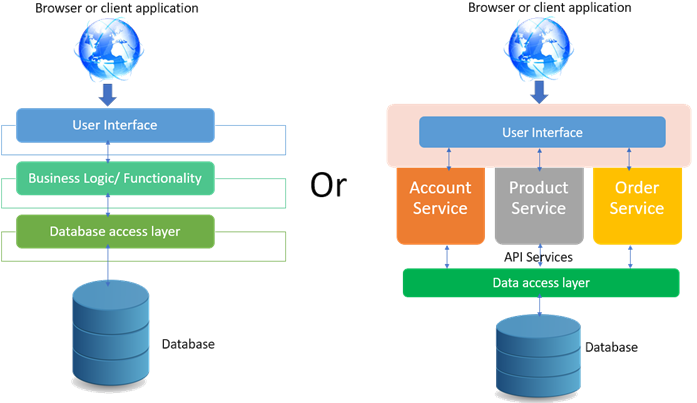 Browser or client application
User Interface
Business Logic/ Functionality
Database access layer
Database
Or
Browser or client application
User Interface
Account
Service
Product
Service
Order
Service
API Services
Data access layer
Database